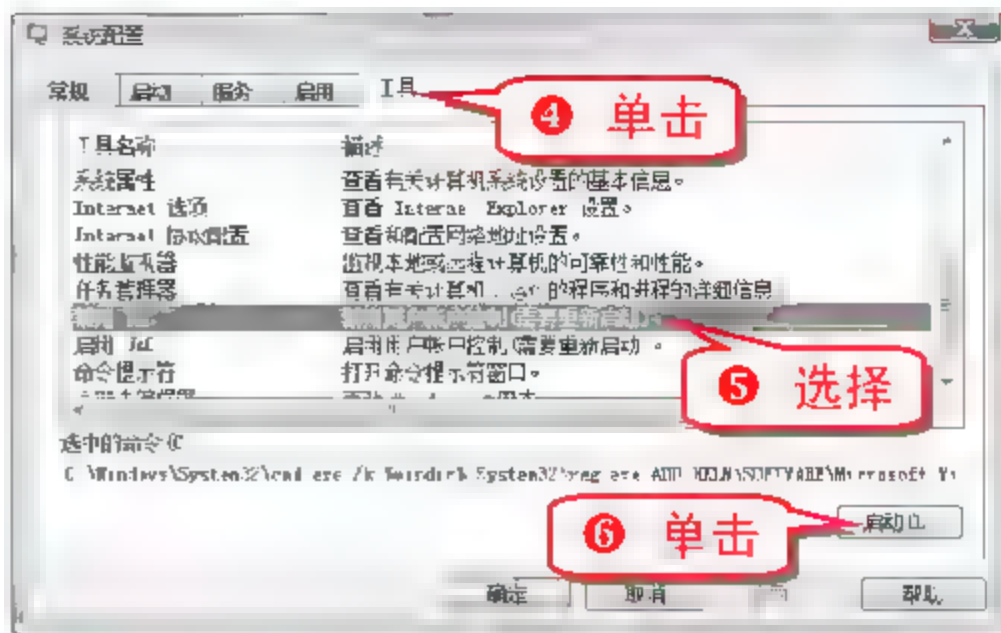 系统配置
常规 启动 服务 启用 工具
④ 单击
工具名称 描述
系统属性 查看有关计算机系统设置的基本信息。
Internet 选项 查看 Interne Explorer 设置。
Internet 协议配置 查看和配置网络地址设置。
性能监视器 监视本地或远程计算机的可靠性和性能。
任务管理器 查看有关计算机 的程序和进程的详细信息
(需要重新启动)
启用 启用用户帐户控制(需要重新启动 。
⑤ 选择
命令提示符 打开命令提示符窗口。
选中的命令(C
C \Windows\System32\cmd exe /k %windir% System32\reg exe ADD HKLM\SOFTWARE\Microsoft
⑥ 单击
启动(L
确定 取消 帮助